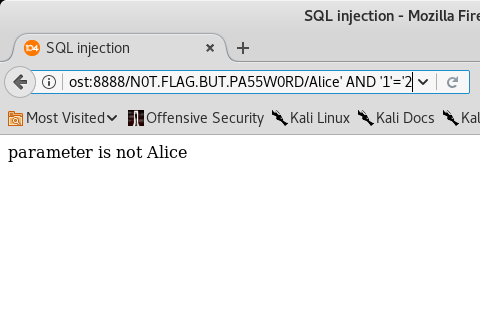 SQL injection - Mozilla Fire
104 SQL injection
ost:8888/N0T.FLAG.BUT.PA55W0RD/Alice' AND '1'='2
Most Visited Offensive Security Kali Linux Kali Docs Kal
parameter is not Alice